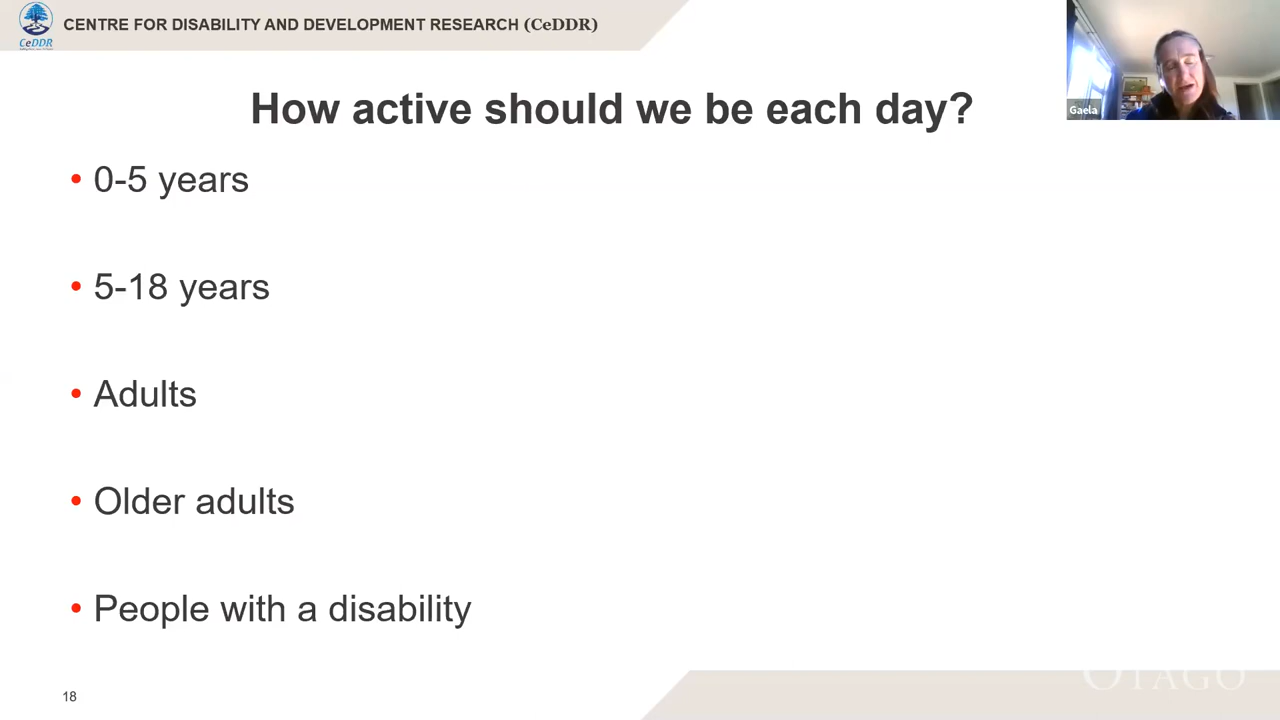 CeDDR
CENTRE FOR DISABILITY AND DEVELOPMENT RESEARCH (CeDDR)
Gaela
How active should we be each day?
• 0-5 years
• 5-18 years
• Adults
• Older adults
• People with a disability
18
OTAGO